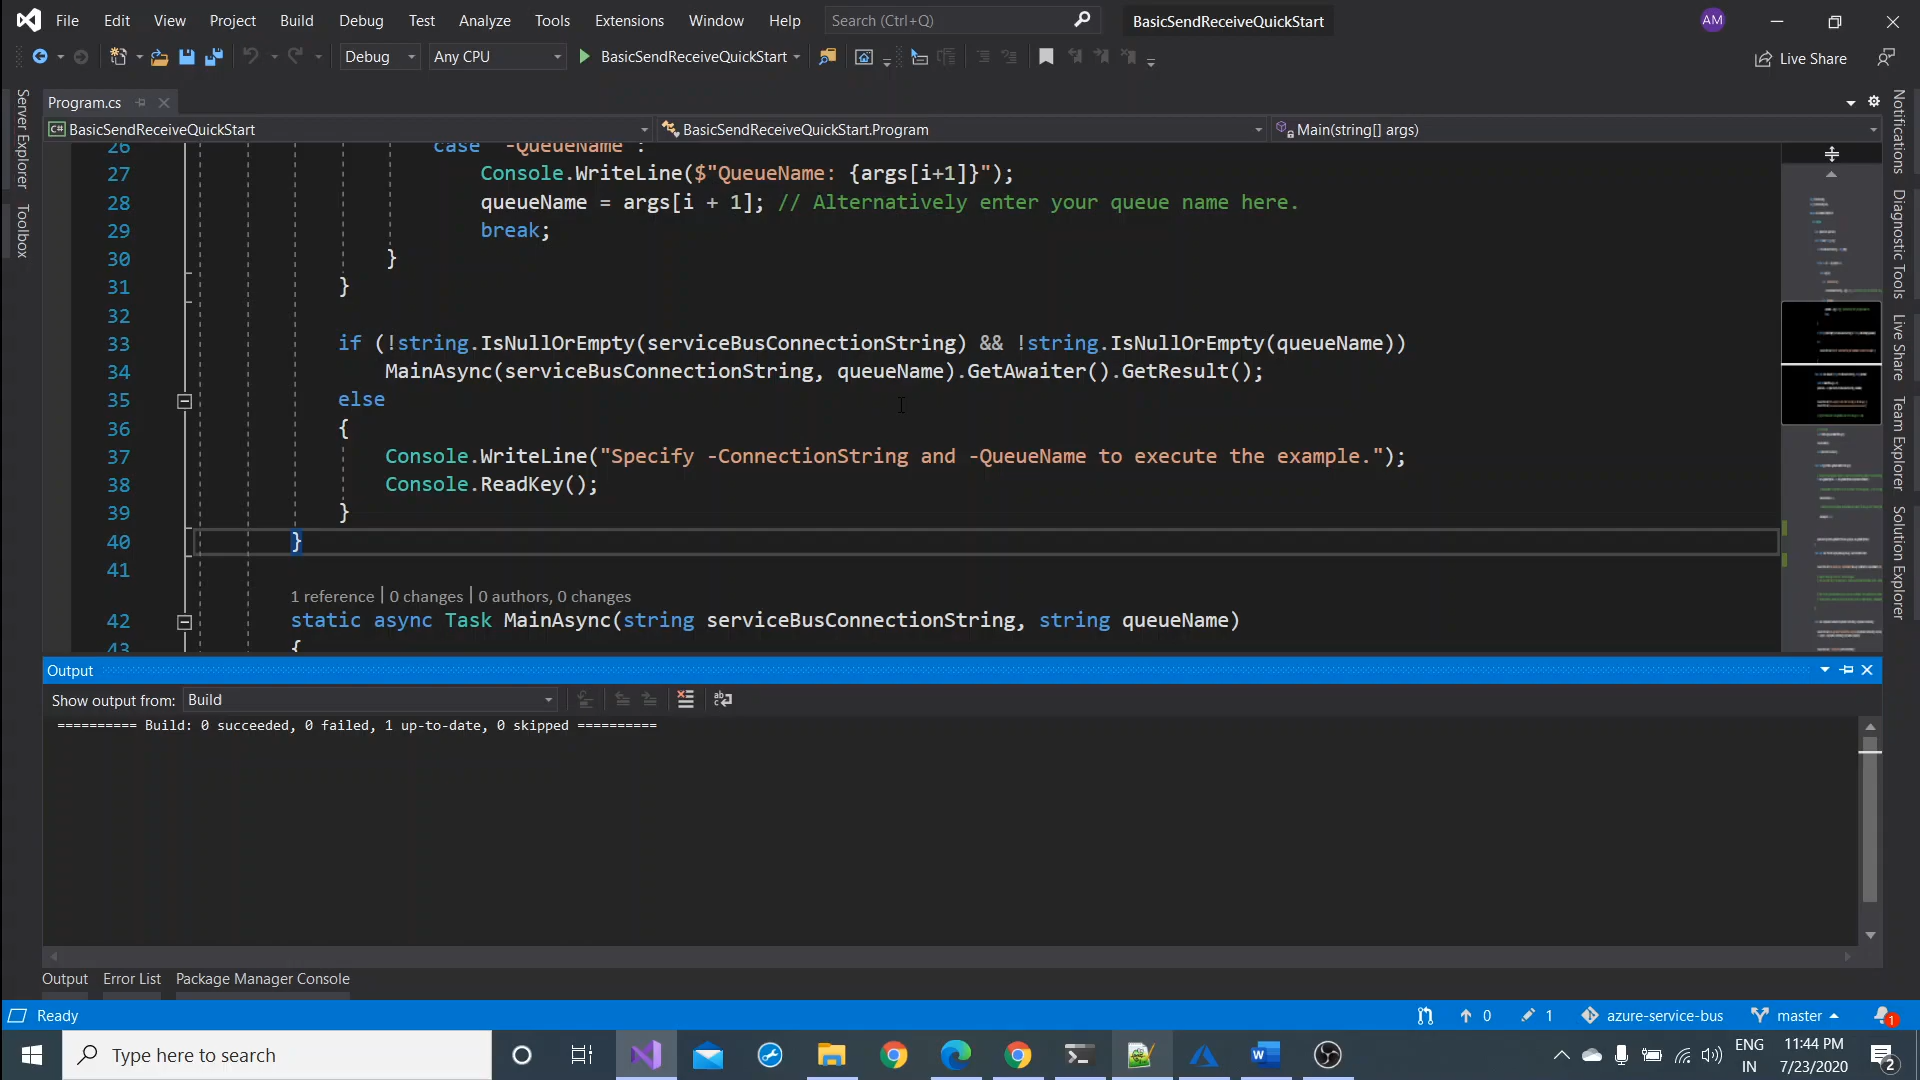 File Edit View Project Build Debug Test Analyze Tools Extensions Window Help Search (Ctrl+Q) BasicSendReceiveQuickStart AM
Debug Any CPU BasicSendReceiveQuickStart Live Share
Program.cs
BasicSendReceiveQuickStart BasicSendReceiveQuickStart.Program Main(string[] args)
Server Explorer
Toolbox
26 case "-QueueName":
27 Console.WriteLine($"QueueName: {args[i+1]}");
28 queueName = args[i + 1]; // Alternatively enter your queue name here.
29 break;
30 }
31 }
32
33 if (!string.IsNullOrEmpty(serviceBusConnectionString) && !string.IsNullOrEmpty(queueName))
34 MainAsync(serviceBusConnectionString, queueName).GetAwaiter().GetResult();
35 else
36 {
37 Console.WriteLine("Specify -ConnectionString and -QueueName to execute the example.");
38 Console.ReadKey();
39 }
40 }
41
1 reference | 0 changes | 0 authors, 0 changes
42 static async Task MainAsync(string serviceBusConnectionString, string queueName)
43 {
Notifications
Diagnostic Tools
Live Share
Team Explorer
Solution Explorer
Output
Show output from: Build
========== Build: 0 succeeded, 0 failed, 1 up-to-date, 0 skipped ==========
Output Error List Package Manager Console
Ready 0 1 azure-service-bus master 1
Type here to search ENG IN 11:44 PM 7/23/2020 2